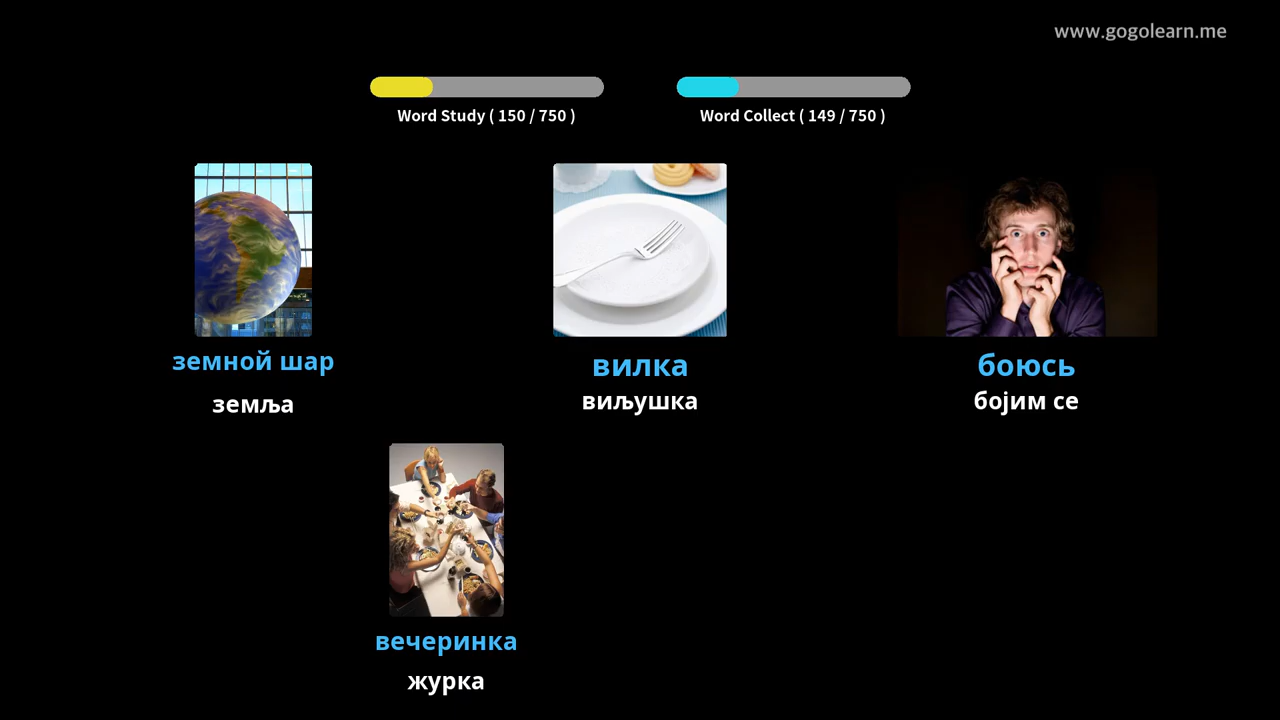 www.gogolearn.me
Word Study ( 150 / 750 )
Word Collect ( 149 / 750 )
земной шар
земља
вилка
виљушка
боюсь
бојим се
вечеринка
журка